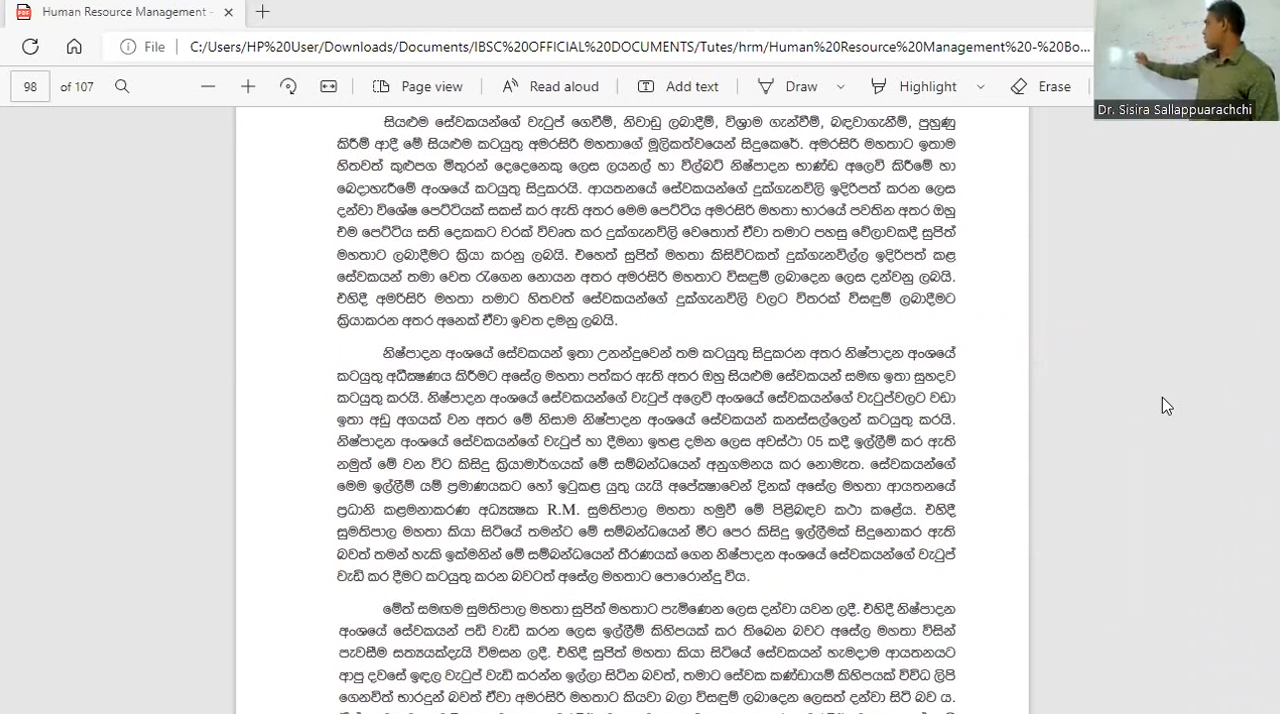 Human Resource Management -
File
C:/Users/HP%20User/Downloads/Documents/IBSC%20OFFICIAL%20DOCUMENTS/Tutes/hrm/Human%20Resource%20Management%20-%20Bo...
98 of 107
Page view
Read aloud
Add text
Draw
Highlight
Erase
Dr. Sisira Sallappuarachchi
සියළුම සේවකයන්ගේ වැටුප් ගෙවීම්, නිවාඩු ලබාදීම්, විශ්‍රාම ගැන්වීම්, බඳවාගැනීම්, පුහුණු
කිරීම් ආදී මේ සියළුම කටයුතු අමරසිරි මහතාගේ මූලිකත්වයෙන් සිදුකෙරේ. අමරසිරි මහතාට ඉතාම
හිතවත් කුළුපග මිතුරන් දෙදෙනෙකු ලෙස ලයනල් හා විල්බට් නිෂ්පාදන භාණ්ඩ අලෙවි කිරීමේ හා
බෙදාහැරීමේ අංශයේ කටයුතු සිදුකරයි. ආයතනයේ සේවකයන්ගේ දුක්ගැනවිලි ඉදිරිපත් කරන ලෙස
දන්වා විශේෂ පෙට්ටියක් සකස් කර ඇති අතර මෙම පෙට්ටිය අමරසිරි මහතා භාරයේ පවතින අතර ඔහු
එම පෙට්ටිය සති දෙකකට වරක් විවෘත කර දුක්ගැනවිලි වෙතොත් ඒවා තමාට පහසු වේලාවකදී සුජිත්
මහතාට ලබාදීමට ක්‍රියා කරනු ලබයි. එහෙත් සුජිත් මහතා කිසිවිටකත් දුක්ගැනවිල්ල ඉදිරිපත් කළ
සේවකයන් තමා වෙත රැගෙන නොයන අතර අමරසිරි මහතාට විසඳුම් ලබාදෙන ලෙස දන්වනු ලබයි.
එහිදී අමරිසිරි මහතා තමාට හිතවත් සේවකයන්ගේ දුක්ගැනවිලි වලට විතරක් විසඳුම් ලබාදීමට
ක්‍රියාකරන අතර අනෙක් ඒවා ඉවත දමනු ලබයි.
නිෂ්පාදන අංශයේ සේවකයන් ඉතා උනන්දුවෙන් තම කටයුතු සිදුකරන අතර නිෂ්පාදන අංශයේ
කටයුතු අධීක්‍ෂණය කිරීමට අසේල මහතා පත්කර ඇති අතර ඔහු සියළුම සේවකයන් සමඟ ඉතා සුහදව
කටයුතු කරයි. නිෂ්පාදන අංශයේ සේවකයන්ගේ වැටුප් අලෙවි අංශයේ සේවකයන්ගේ වැටුප්වලට වඩා
ඉතා අඩු අගයක් වන අතර මේ නිසාම නිෂ්පාදන අංශයේ සේවකයන් කනස්සල්ලෙන් කටයුතු කරයි.
නිෂ්පාදන අංශයේ සේවකයන්ගේ වැටුප් හා දීමනා ඉහළ දමන ලෙස අවස්ථා 05 කදී ඉල්ලීම් කර ඇති
නමුත් මේ වන විට කිසිදු ක්‍රියාමාර්ගයක් මේ සම්බන්ධයෙන් අනුගමනය කර නොමැත. සේවකයන්ගේ
මෙම ඉල්ලීම් යම් ප්‍රමාණයකට හෝ ඉටුකළ යුතු යැයි අපේක්‍ෂාවෙන් දිනක් අසේල මහතා ආයතනයේ
ප්‍රධානි කළමනාකරණ අධ්‍යක්‍ෂක R.M. සුමතිපාල මහතා හමුවී මේ පිළිබඳව කථා කළේය. එහිදී
සුමතිපාල මහතා කියා සිටියේ තමන්ට මේ සම්බන්ධයෙන් මීට පෙර කිසිදු ඉල්ලීමක් සිදුනොකර ඇති
බවත් තමන් හැකි ඉක්මනින් මේ සම්බන්ධයෙන් තීරණයක් ගෙන නිෂ්පාදන අංශයේ සේවකයන්ගේ වැටුප්
වැඩි කර දීමට කටයුතු කරන බවටත් අසේල මහතාට පොරොන්දු විය.
මේත් සමඟම සුමතිපාල මහතා සුජිත් මහතාට පැමිණෙන ලෙස දන්වා යවන ලදී. එහිදී නිෂ්පාදන
අංශයේ සේවකයන් පඩි වැඩි කරන ලෙස ඉල්ලීම් කිහිපයක් කර තිබෙන බවට අසේල මහතා විසින්
පැවසීම සත්‍යයක්දැයි විමසන ලදී. එහිදී සුජිත් මහතා කියා සිටියේ සේවකයන් හැමදාම ආයතනයට
ආපු දවසේ ඉඳල වැටුප් වැඩි කරන්න ඉල්ලා සිටින බවත්, තමාට සේවක කණ්ඩායම් කිහිපයක් විවිධ ලිපි
ගෙනවිත් භාරදුන් බවත් ඒවා අමරසිරි මහතාට කියවා බලා විසඳුම් ලබාදෙන ලෙසත් දන්වා සිටි බව ය.